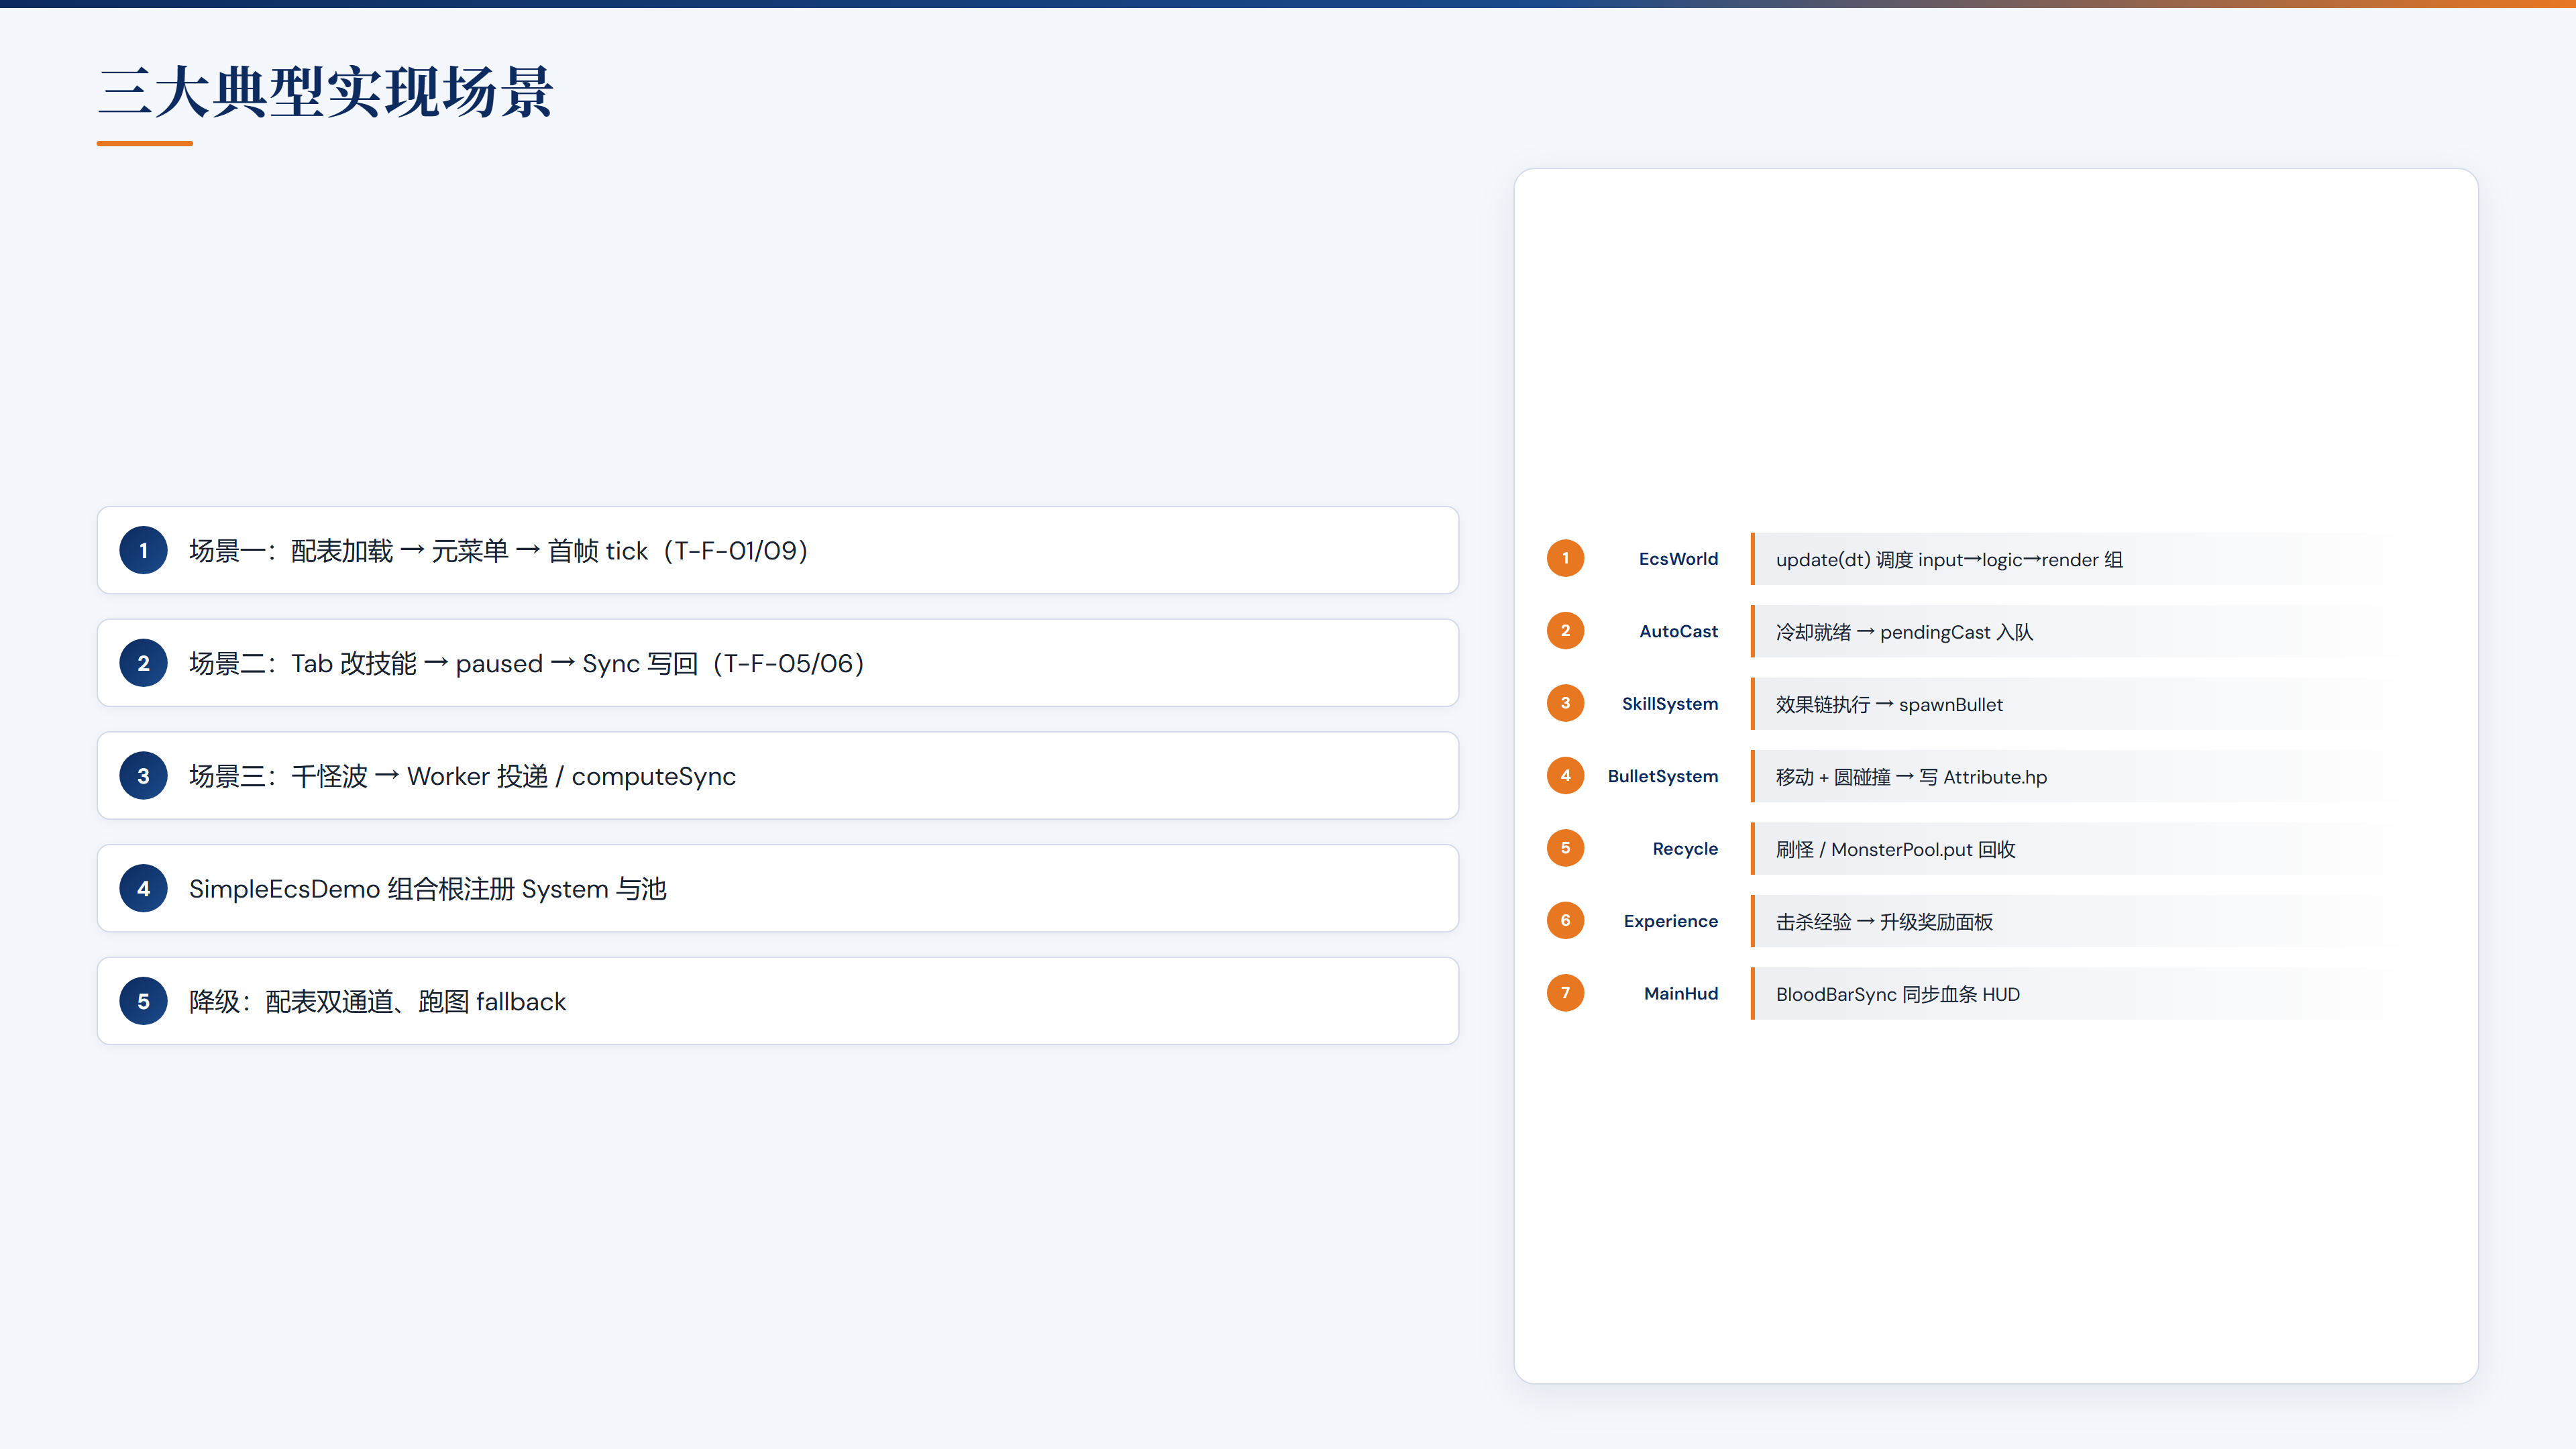 三大典型实现场景
1 场景一：配表加载 → 元菜单 → 首帧 tick（T-F-01/09）
2 场景二：Tab 改技能 → paused → Sync 写回（T-F-05/06）
3 场景三：千怪波 → Worker 投递 / computeSync
4 SimpleEcsDemo 组合根注册 System 与池
5 降级：配表双通道、跑图 fallback
1 EcsWorld update(dt) 调度 input→logic→render 组
2 AutoCast 冷却就绪 → pendingCast 入队
3 SkillSystem 效果链执行 → spawnBullet
4 BulletSystem 移动 + 圆碰撞 → 写 Attribute.hp
5 Recycle 刷怪 / MonsterPool.put 回收
6 Experience 击杀经验 → 升级奖励面板
7 MainHud BloodBarSync 同步血条 HUD